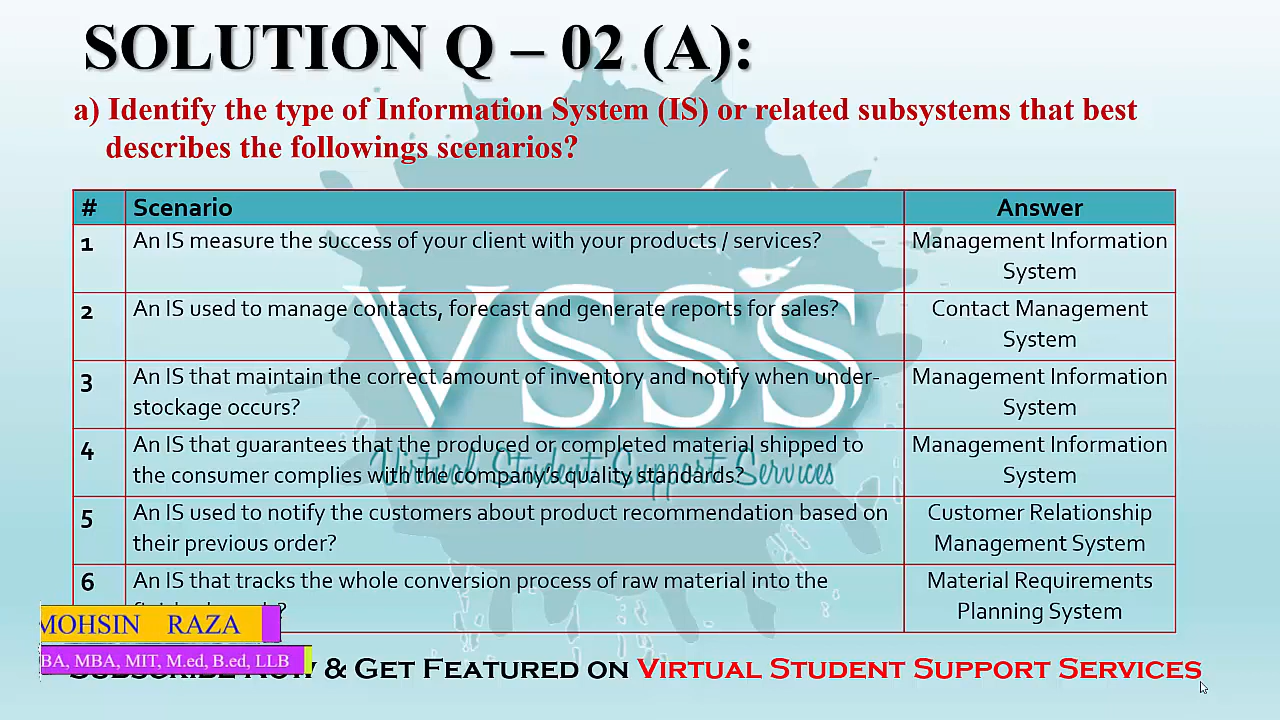 SOLUTION Q – 02 (A):
a) Identify the type of Information System (IS) or related subsystems that best
describes the followings scenarios?
# Scenario Answer
1 An IS measure the success of your client with your products / services? Management Information
System
2 An IS used to manage contacts, forecast and generate reports for sales? Contact Management
System
3 An IS that maintain the correct amount of inventory and notify when under-
stockage occurs? Management Information
System
4 An IS that guarantees that the produced or completed material shipped to
the consumer complies with the company's quality standards? Management Information
System
5 An IS used to notify the customers about product recommendation based on
their previous order? Customer Relationship
Management System
6 An IS that tracks the whole conversion process of raw material into the
Material Requirements
Planning System
VSSS
Virtual Student Support Services
MOHSIN RAZA
BA, MBA, MIT, M.ed, B.ed, LLB
& GET FEATURED ON VIRTUAL STUDENT SUPPORT SERVICES